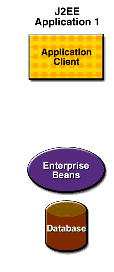 J2EE
Application 1
Application
Client
Enterprise
Beans
Database